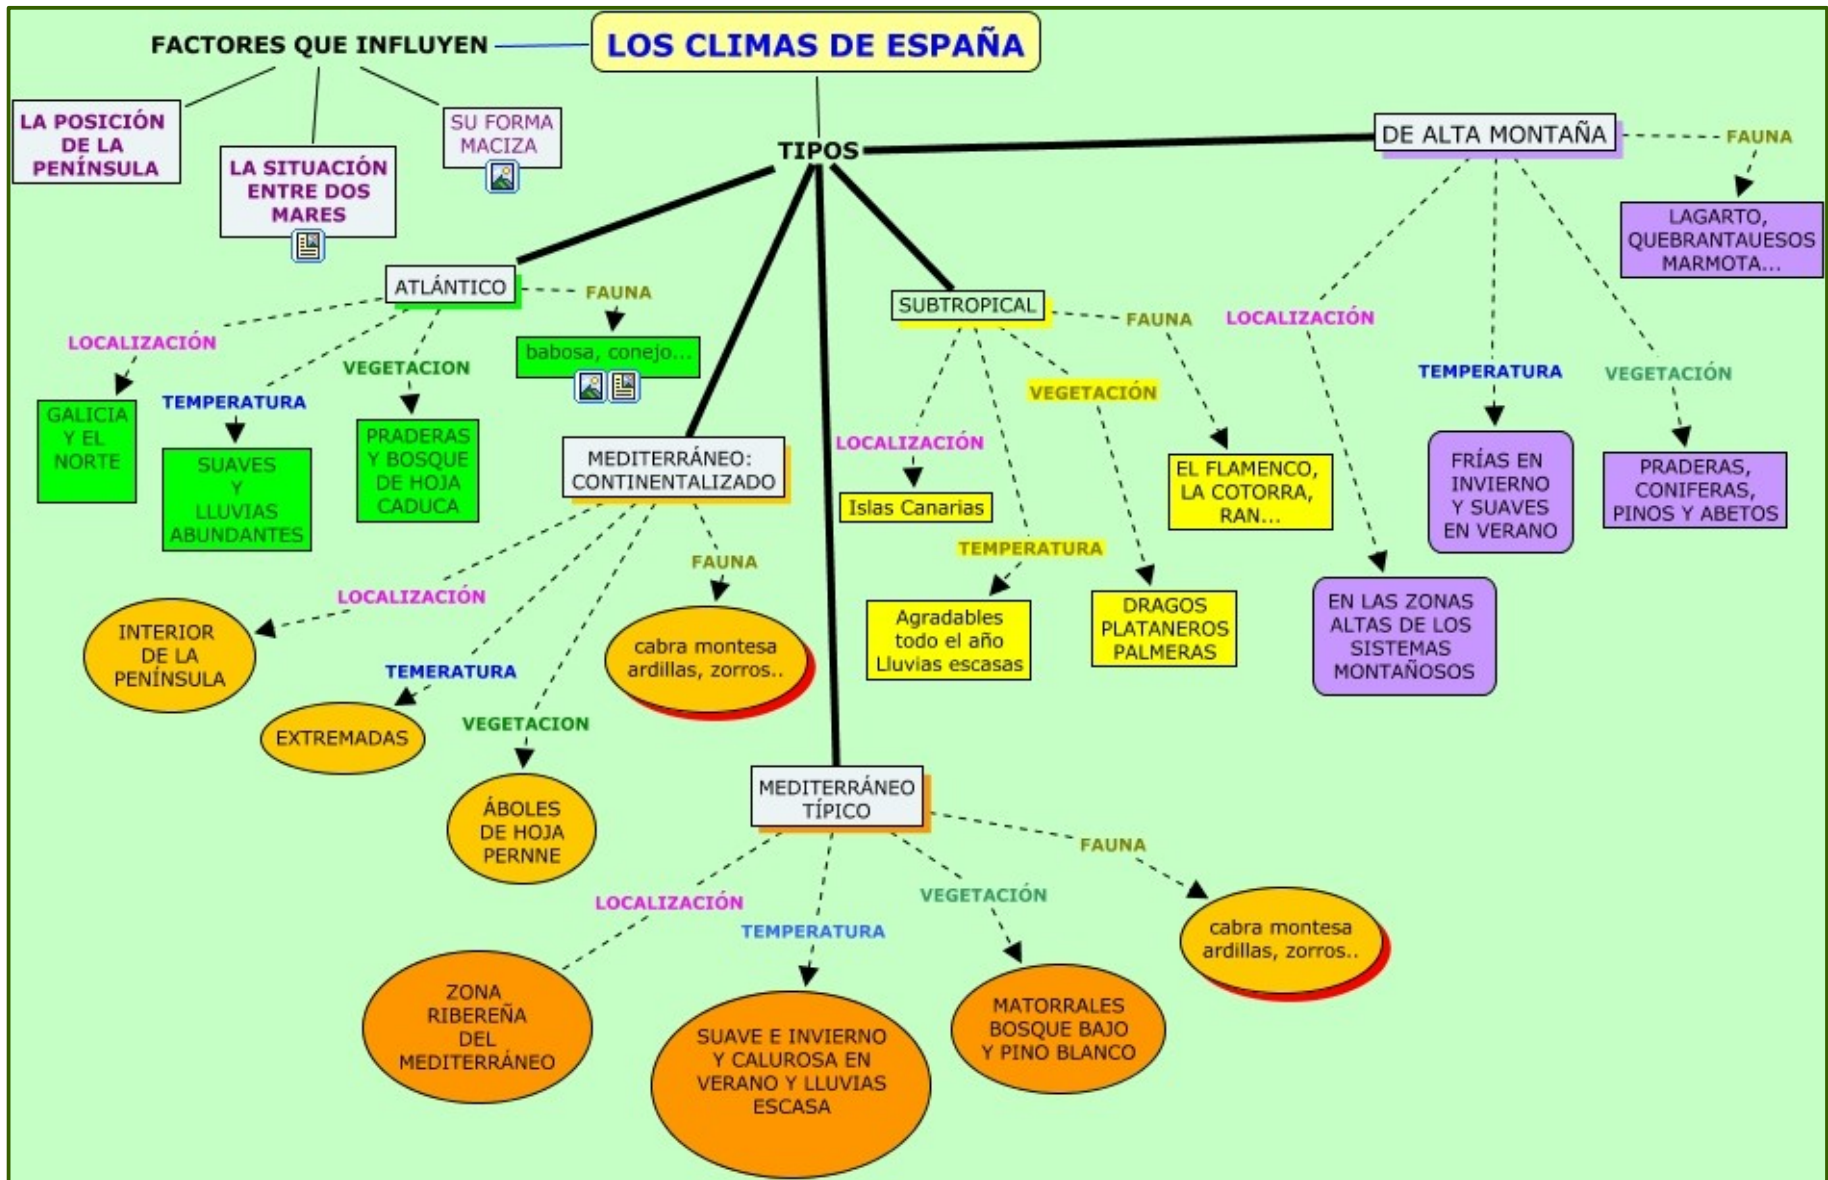 LOS CLIMAS DE ESPAÑA
FACTORES QUE INFLUYEN
LA POSICIÓN
DE LA
PENÍNSULA
LA SITUACIÓN
ENTRE DOS
MARES
SU FORMA
MACIZA
TIPOS
ATLÁNTICO
LOCALIZACIÓN
GALICIA
Y EL
NORTE
TEMPERATURA
SUAVES
Y
LLUVIAS
ABUNDANTES
VEGETACION
PRADERAS
Y BOSQUE
DE HOJA
CADUCA
FAUNA
babosa, conejo...
MEDITERRÁNEO:
CONTINENTALIZADO
LOCALIZACIÓN
INTERIOR
DE LA
PENÍNSULA
TEMERATURA
EXTREMADAS
VEGETACION
ÁBOLES
DE HOJA
PERNNE
FAUNA
cabra montesa
ardillas, zorros..
MEDITERRÁNEO
TÍPICO
LOCALIZACIÓN
ZONA
RIBEREÑA
DEL
MEDITERRÁNEO
TEMPERATURA
SUAVE E INVIERNO
Y CALUROSA EN
VERANO Y LLUVIAS
ESCASA
VEGETACIÓN
MATORRALES
BOSQUE BAJO
Y PINO BLANCO
FAUNA
cabra montesa
ardillas, zorros..
SUBTROPICAL
LOCALIZACIÓN
Islas Canarias
TEMPERATURA
Agradables
todo el año
Lluvias escasas
VEGETACIÓN
DRAGOS
PLATANEROS
PALMERAS
FAUNA
EL FLAMENCO,
LA COTORRA,
RAN...
DE ALTA MONTAÑA
LOCALIZACIÓN
EN LAS ZONAS
ALTAS DE LOS
SISTEMAS
MONTAÑOSOS
TEMPERATURA
FRÍAS EN
INVIERNO
Y SUAVES
EN VERANO
VEGETACIÓN
PRADERAS,
CONIFERAS,
PINOS Y ABETOS
FAUNA
LAGARTO,
QUEBRANTAUESOS
MARMOTA...